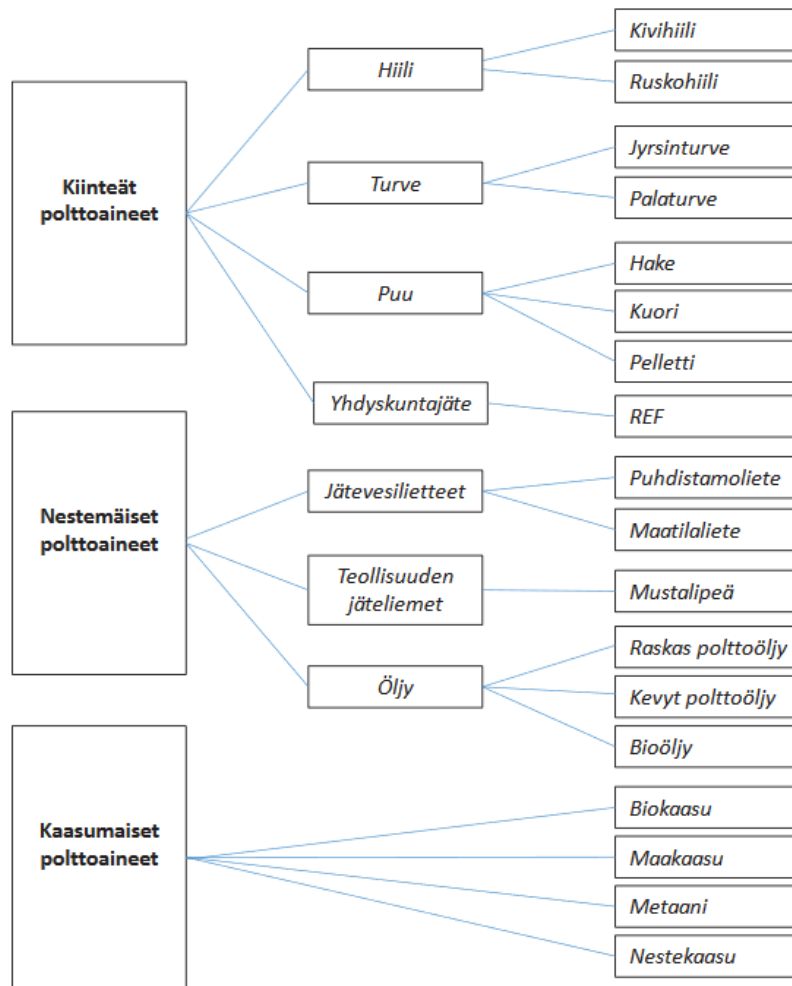 Kiinteät
polttoaineet
Hiili
Kivihiili
Ruskohiili
Turve
Jyrsinturve
Palaturve
Puu
Hake
Kuori
Pelletti
Yhdyskuntajäte
REF
Nestemäiset
polttoaineet
Jätevesilietteet
Puhdistamoliete
Maatilaliete
Teollisuuden
jäteliemet
Mustalipeä
Öljy
Raskas polttoöljy
Kevyt polttoöljy
Bioöljy
Kaasumaiset
polttoaineet
Biokaasu
Maakaasu
Metaani
Nestekaasu